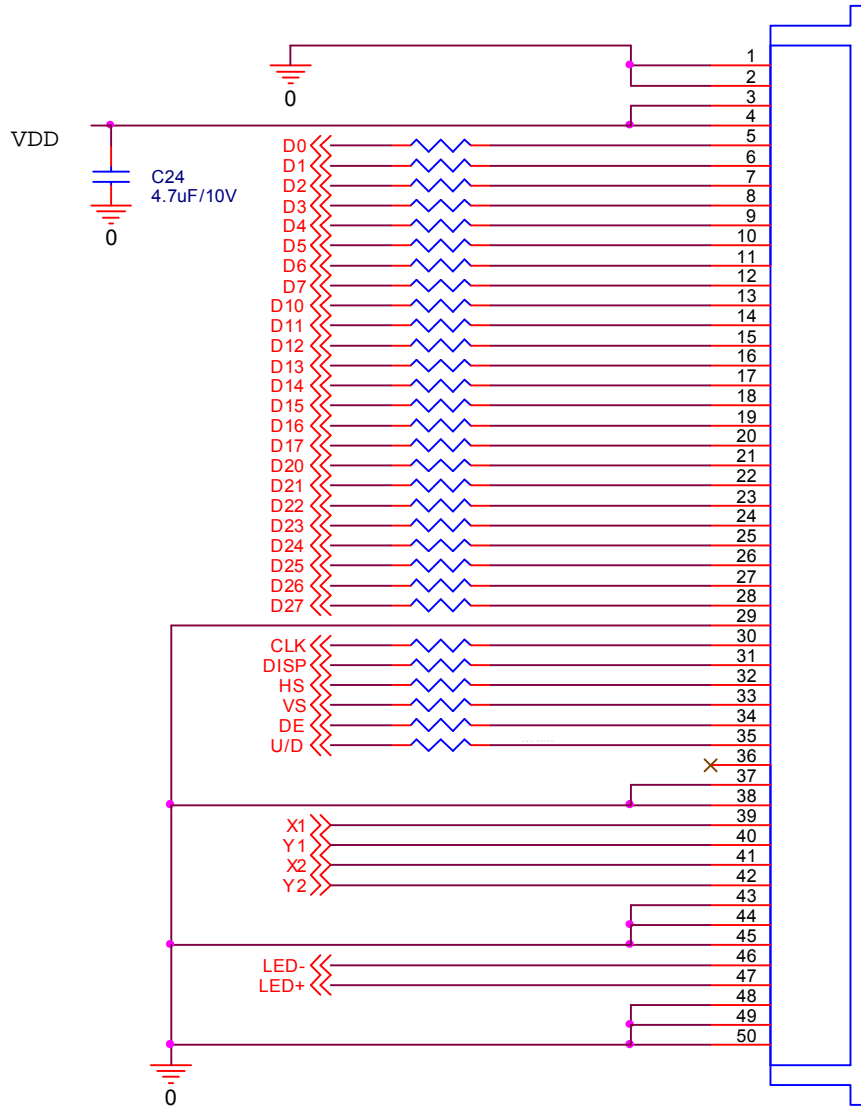 1
2
0
3
VDD
4
D0 5
D1 6
C24
D2 7
4.7uF/10V
D3 8
D4 9
0
D5 10
D6 11
D7 12
D10 13
D11 14
D12 15
D13 16
D14 17
D15 18
D16 19
D17 20
D20 21
D21 22
D22 23
D23 24
D24 25
D25 26
D26 27
D27 28
29
CLK 30
DISP 31
HS 32
VS 33
DE 34
U/D 35
36
37
38
X1 39
Y1 40
X2 41
Y2 42
43
44
45
LED- 46
LED+ 47
48
49
50
0